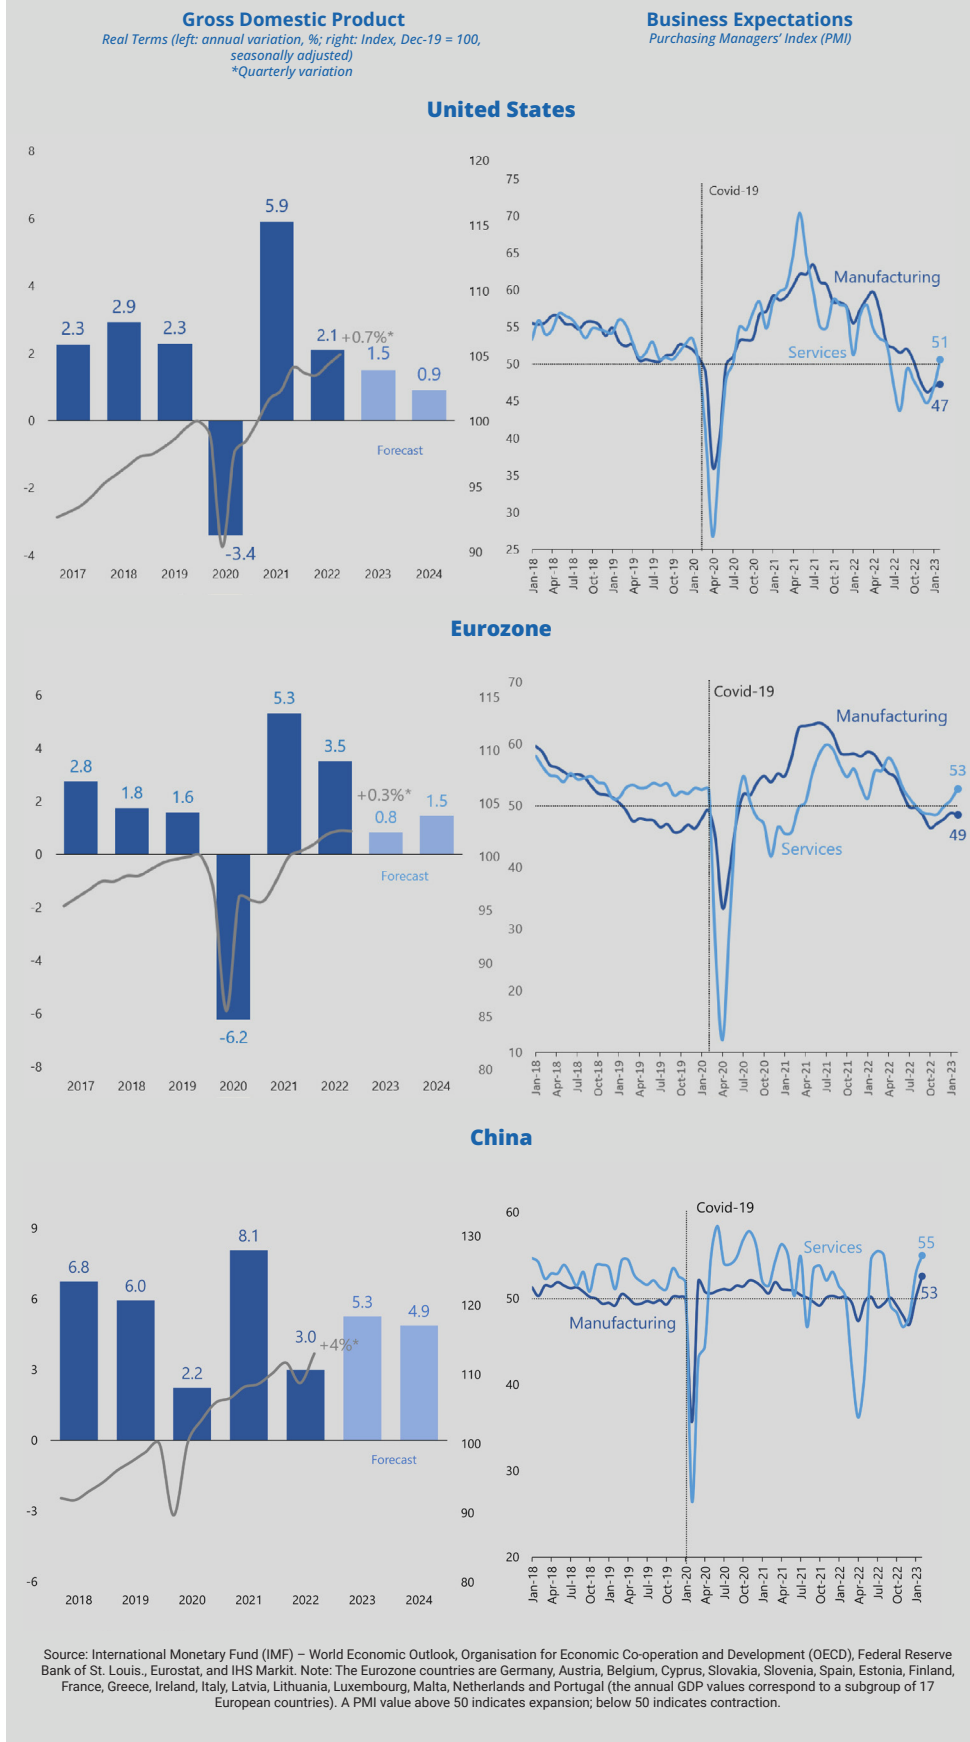 Gross Domestic Product
Real Terms (left: annual variation, %; right: Index, Dec-19 = 100,
seasonally adjusted)
*Quarterly variation
Business Expectations
Purchasing Managers' Index (PMI)
United States
8
6
4
2
0
-2
-4
2.3
2.9
2.3
-3.4
5.9
2.1
+0.7%*
1.5
0.9
Forecast
2017
2018
2019
2020
2021
2022
2023
2024
120
115
110
105
100
95
90
75
70
65
60
55
50
45
40
35
30
25
Covid-19
Manufacturing
Services
51
47
Jan-18
Apr-18
Jul-18
Oct-18
Jan-19
Apr-19
Jul-19
Oct-19
Jan-20
Apr-20
Jul-20
Oct-20
Jan-21
Apr-21
Jul-21
Oct-21
Jan-22
Apr-22
Jul-22
Oct-22
Jan-23
Eurozone
6
4
2
0
-2
-4
-6
-8
2.8
1.8
1.6
-6.2
5.3
3.5
+0.3%*
0.8
1.5
Forecast
2017
2018
2019
2020
2021
2022
2023
2024
115
110
105
100
95
90
85
80
70
60
50
40
30
20
10
Covid-19
Manufacturing
Services
53
49
Jan-18
Apr-18
Jul-18
Oct-18
Jan-19
Apr-19
Jul-19
Oct-19
Jan-20
Apr-20
Jul-20
Oct-20
Jan-21
Apr-21
Jul-21
Oct-21
Jan-22
Apr-22
Jul-22
Oct-22
Jan-23
China
9
6
3
0
-3
-6
6.8
6.0
2.2
8.1
3.0
+4%*
5.3
4.9
Forecast
2018
2019
2020
2021
2022
2023
2024
130
120
110
100
90
80
60
50
40
30
20
Covid-19
Services
Manufacturing
55
53
Jan-18
Apr-18
Jul-18
Oct-18
Jan-19
Apr-19
Jul-19
Oct-19
Jan-20
Apr-20
Jul-20
Oct-20
Jan-21
Apr-21
Jul-21
Oct-21
Jan-22
Apr-22
Jul-22
Oct-22
Jan-23
Source: International Monetary Fund (IMF) – World Economic Outlook, Organisation for Economic Co-operation and Development (OECD), Federal Reserve
Bank of St. Louis., Eurostat, and IHS Markit. Note: The Eurozone countries are Germany, Austria, Belgium, Cyprus, Slovakia, Slovenia, Spain, Estonia, Finland,
France, Greece, Ireland, Italy, Latvia, Lithuania, Luxembourg, Malta, Netherlands and Portugal (the annual GDP values correspond to a subgroup of 17
European countries). A PMI value above 50 indicates expansion; below 50 indicates contraction.